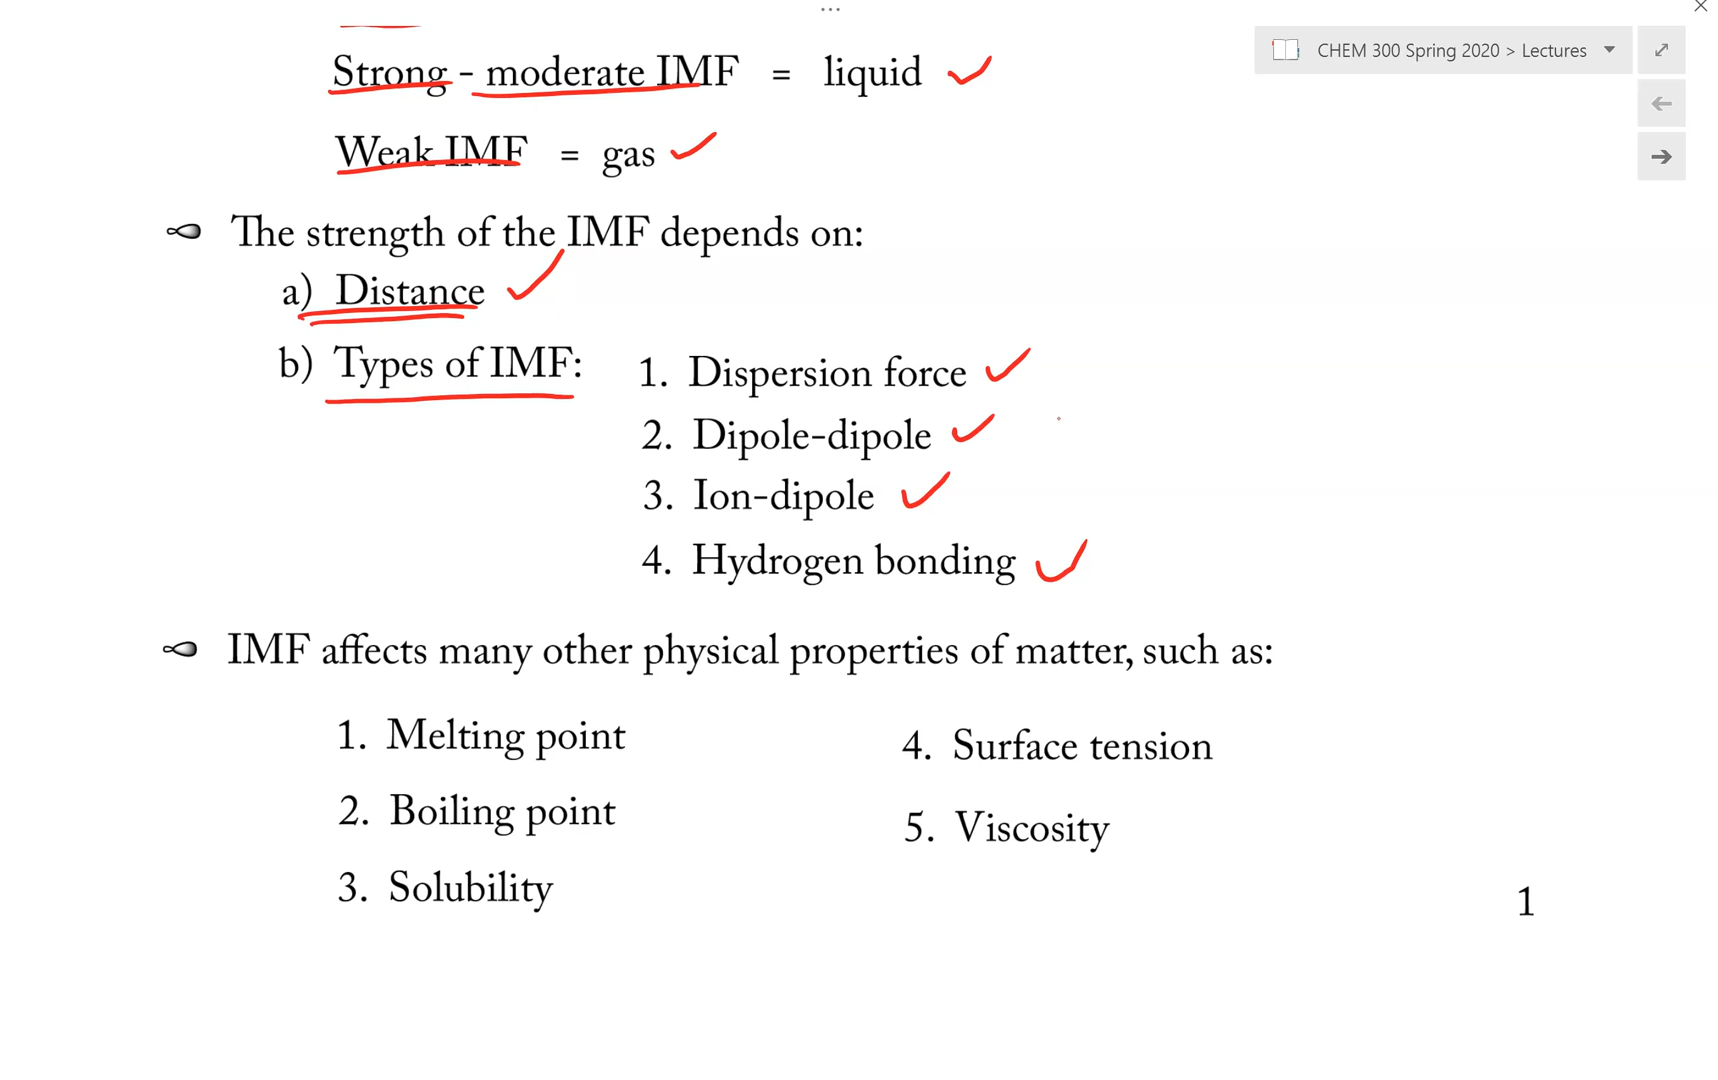 CHEM 300 Spring 2020 > Lectures
Strong - moderate IMF = liquid
Weak IMF = gas
The strength of the IMF depends on:
a) Distance
b) Types of IMF: 1. Dispersion force
2. Dipole-dipole
3. Ion-dipole
4. Hydrogen bonding
IMF affects many other physical properties of matter, such as:
1. Melting point
2. Boiling point
3. Solubility
4. Surface tension
5. Viscosity
1